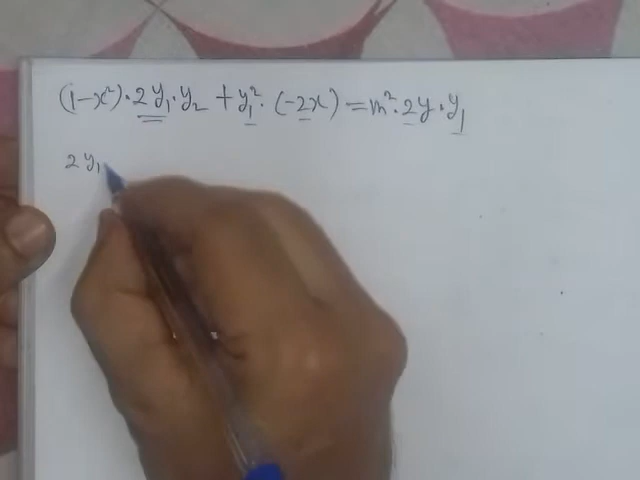 (1-x²)·2y₁·y₂ + y₁²·(-2x) = m²·2y·y₁
2y₁